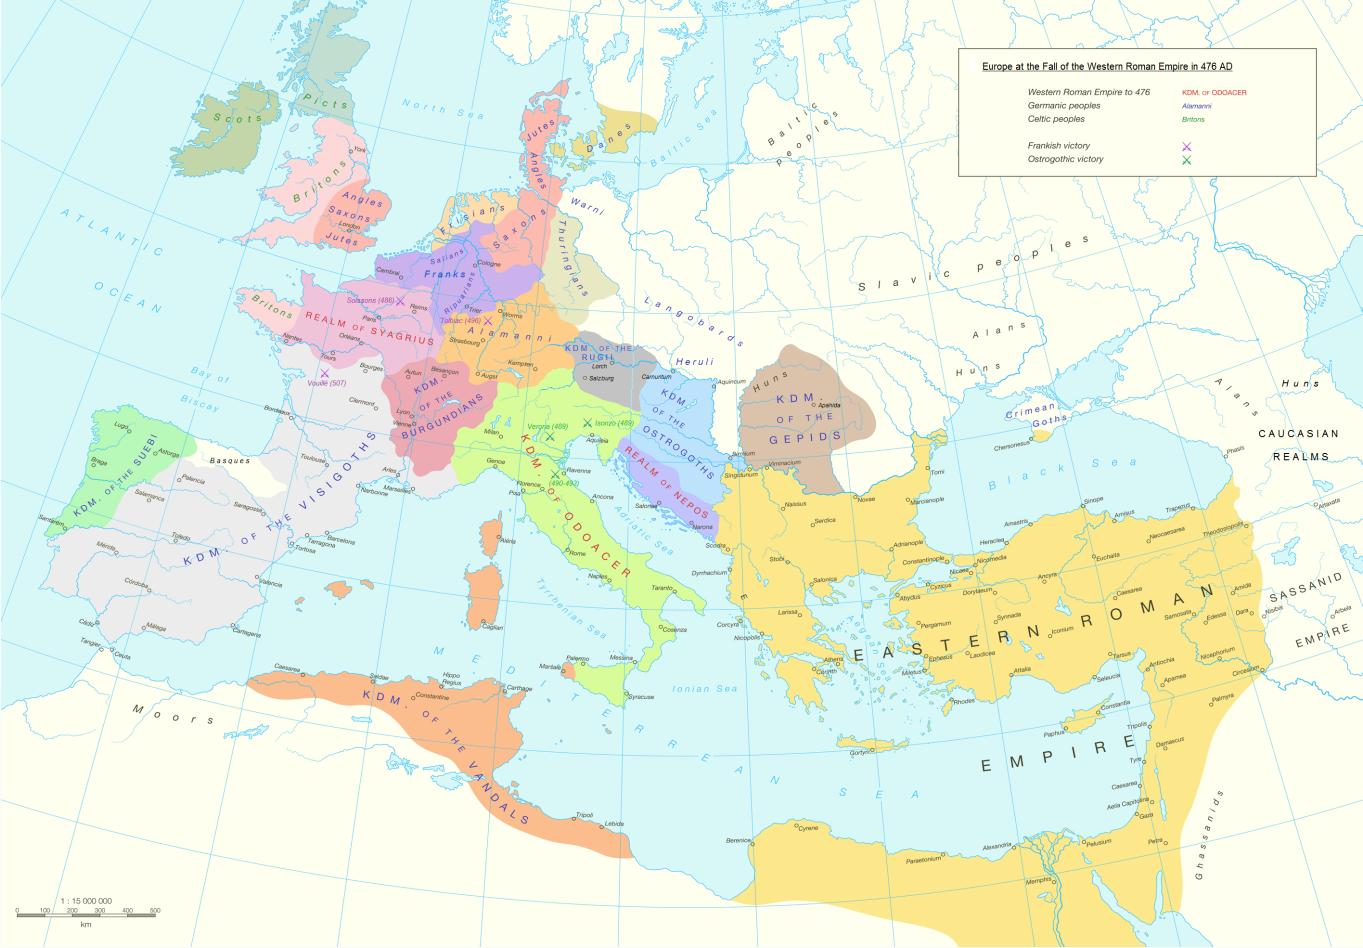 Europe at the Fall of the Western Roman Empire in 476 AD
Western Roman Empire to 476
KDM. OF ODOACER
Germanic peoples
Alamanni
Celtic peoples
Britons
Frankish victory
Ostrogothic victory
Scots
Picts
North Sea
Baltic Sea
Baltic
Peoples
Jutes
Angles
Danes
York
Britons
Angles
Saxons
London
Jutes
Warni
Frisians
Saxons
Thuringians
ATLANTIC
OCEAN
Salians
Franks
Cologne
Cambrai
Ripuarians
Britons
Soissons (486)
Reims
Trier
Worms
Tolbiac (496)
REALM OF SYAGRIUS
Paris
Orléans
Nantes
Tours
Alamanni
Strasbourg
Kempten
Augst
Langobards
Slavic peoples
Alans
Huns
Heruli
KDM. OF THE
RUGII
Lorch
Salzburg
Carnuntum
Aquincum
Vouillé (507)
Bourges
Autun
Besançon
Clermont
Lyon
Vienne
KDM.
OF THE
BURGUNDIANS
Bay of
Biscay
Bordeaux
Toulouse
Arles
Narbonne
Marseilles
Lugo
Astorga
Braga
KDM. OF THE SUEBI
Basques
Palencia
Salamanca
Saragossa
Santarém
Toledo
Mérida
Córdoba
Cádiz
Málaga
Tangier
Ceuta
Cartagena
Valencia
Tortosa
Tarragona
Barcelona
KDM. OF THE VISIGOTHS
Milan
Verona (489)
Isonzo (489)
Aquileia
Genoa
Ravenna
(490-493)
Florence
Pisa
Ancona
KDM. OF ODOACER
Rome
Naples
Taranto
Cosenza
Messina
Palermo
Marsala
Syracuse
Aléria
Cagliari
Adriatic Sea
Tyrrhenian Sea
Ionian Sea
KDM.
OF THE
OSTROGOTHS
REALM OF NEPOS
Salonae
Narona
Scodra
Sirmium
Singidunum
Viminacium
Huns
KDM.
OF THE
GEPIDS
Apahida
Crimean
Goths
Chersonesus
Black Sea
Alans
Huns
CAUCASIAN
REALMS
Phasis
Artaxata
Tomi
Marcianople
Novae
Naissus
Serdica
Stobi
Dyrrhachium
Adrianople
Constantinople
Salonica
Larissa
Corcyra
Nicopolis
Athens
Corinth
Aegean Sea
Abydus
Cyzicus
Nicaea
Nicomedia
Heraclea
Amastris
Sinope
Amisus
Trapezus
Neocaesarea
Theodosiopolis
Euchaita
Ancyra
Dorylaeum
Caesarea
Pergamum
Synnada
Iconium
Ephesus
Laodicea
Miletus
Attalia
Rhodes
Tarsus
Seleucia
Samosata
Amida
Edessa
Dara
Nisibis
Arbela
SASSANID
EMPIRE
Nicephorium
Circesium
Antiochia
Apamea
Palmyra
Constantia
Paphus
Tripolis
Damascus
Tyre
Caesarea
Aelia Capitolina
Gaza
Petra
Ghassanids
EASTERN ROMAN
EMPIRE
Gortyn
MEDITERRANEAN SEA
Moors
Caesarea
Saldae
Hippo
Regius
Constantine
Carthage
KDM. OF THE VANDALS
Tripoli
Lebida
Berenice
Cyrene
Paraetonium
Alexandria
Pelusium
Memphis
1 : 15 000 000
0 100 200 300 400 500
km